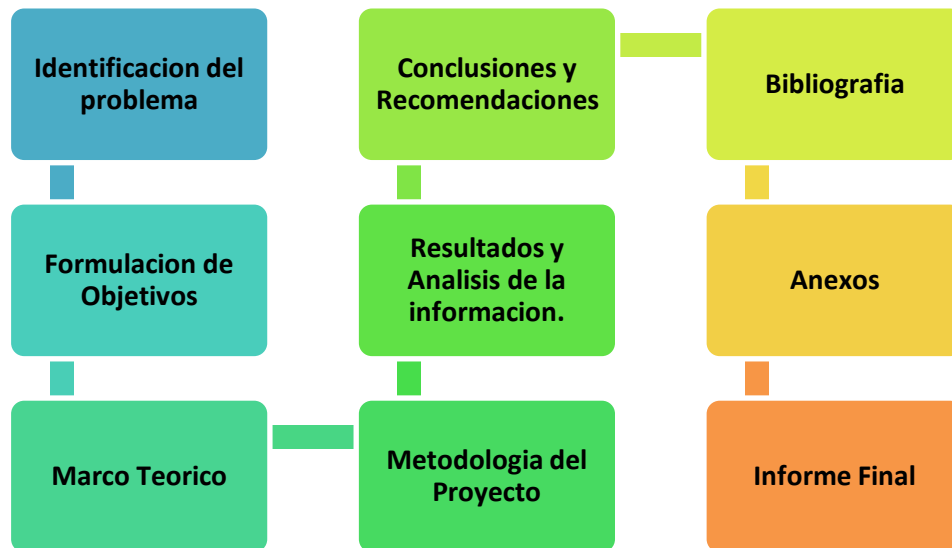 Identificacion del
problema
Formulacion de
Objetivos
Marco Teorico
Metodologia del
Proyecto
Resultados y
Analisis de la
informacion.
Conclusiones y
Recomendaciones
Bibliografia
Anexos
Informe Final